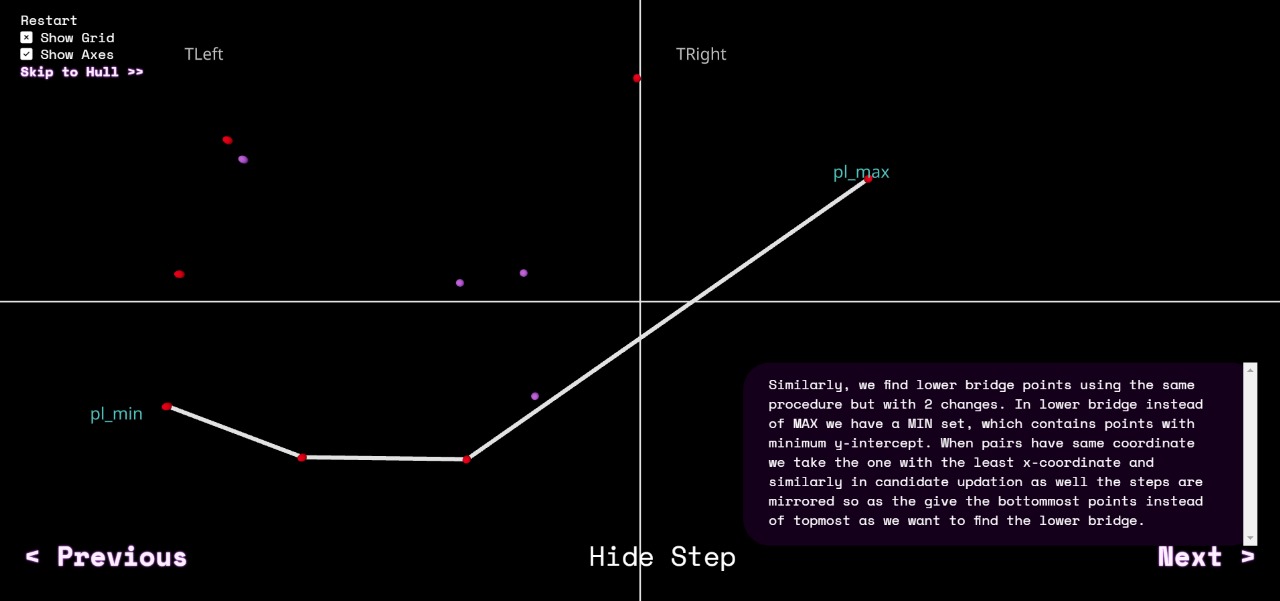 Restart
Show Grid
Show Axes
Skip to Hull >>
TLeft
TRight
pl_max
pl_min
Similarly, we find lower bridge points using the same
procedure but with 2 changes. In lower bridge instead
of MAX we have a MIN set, which contains points with
minimum y-intercept. When pairs have same coordinate
we take the one with the least x-coordinate and
similarly in candidate updation as well the steps are
mirrored so as the give the bottommost points instead
of topmost as we want to find the lower bridge.
< Previous
Hide Step
Next >